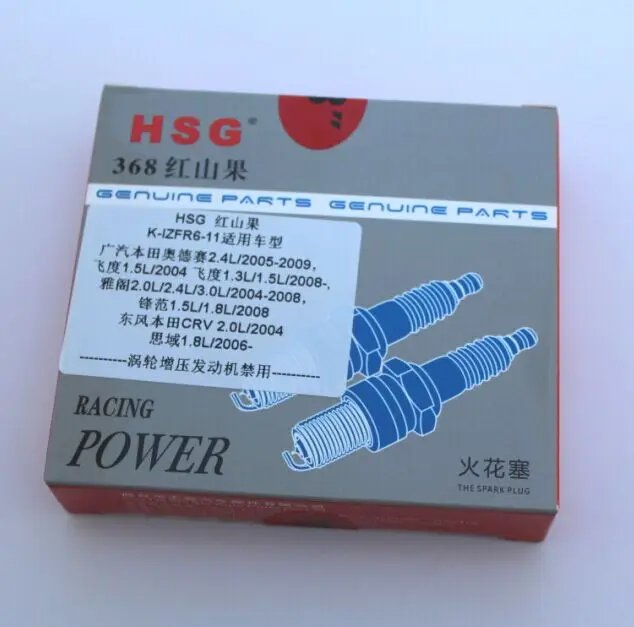 HSG®
368 红山果
GENUINE PARTS GENUINE PARTS
HSG 红山果
K-IZFR6-11适用车型
广汽本田奥德赛2.4L/2005-2009,
飞度1.5L/2004 飞度1.3L/1.5L/2008-,
雅阁2.0L/2.4L/3.0L/2004-2008,
锋范1.5L/1.8L/2008
东风本田CRV 2.0L/2004
思域1.8L/2006-
----------涡轮增压发动机禁用-----------
RACING
POWER
火花塞
THE SPARK PLUG